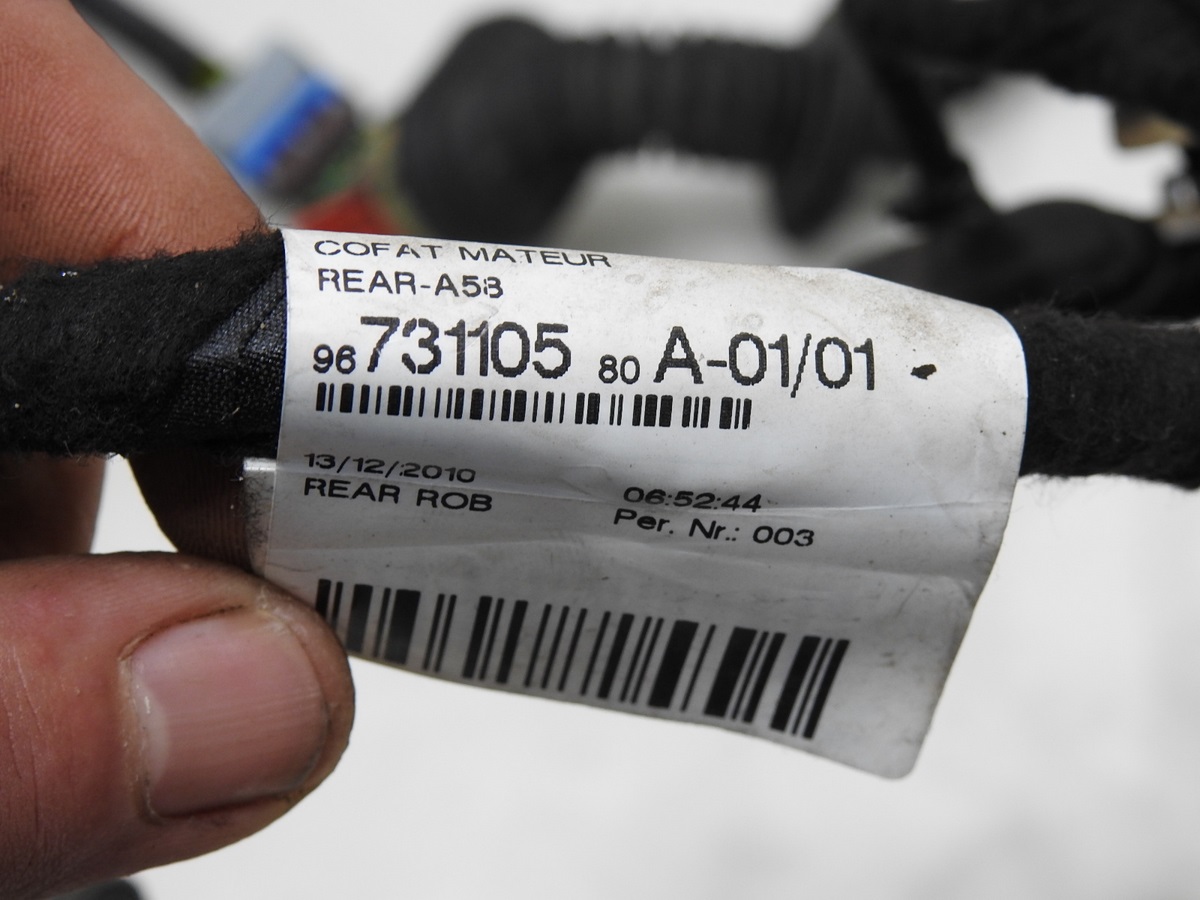 COFAT MATEUR
REAR-A58
96 731105 80 A-01/01
13/12/2010
REAR ROB 06:52:44
Per. Nr.: 003